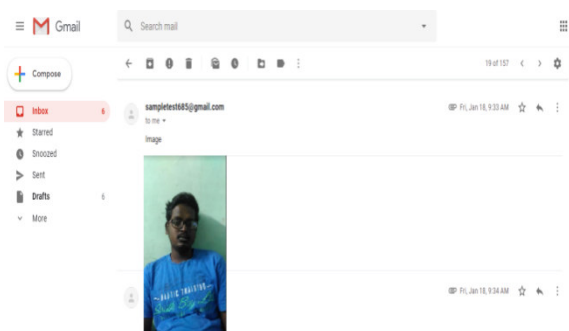 Gmail
Search mail
Compose
19 of 157
Inbox 6
Starred
Snoozed
Sent
Drafts 6
More
sampletest685@gmail.com
Fri, Jan 18, 9:33 AM
to me
Image
Fri, Jan 18, 9:34 AM